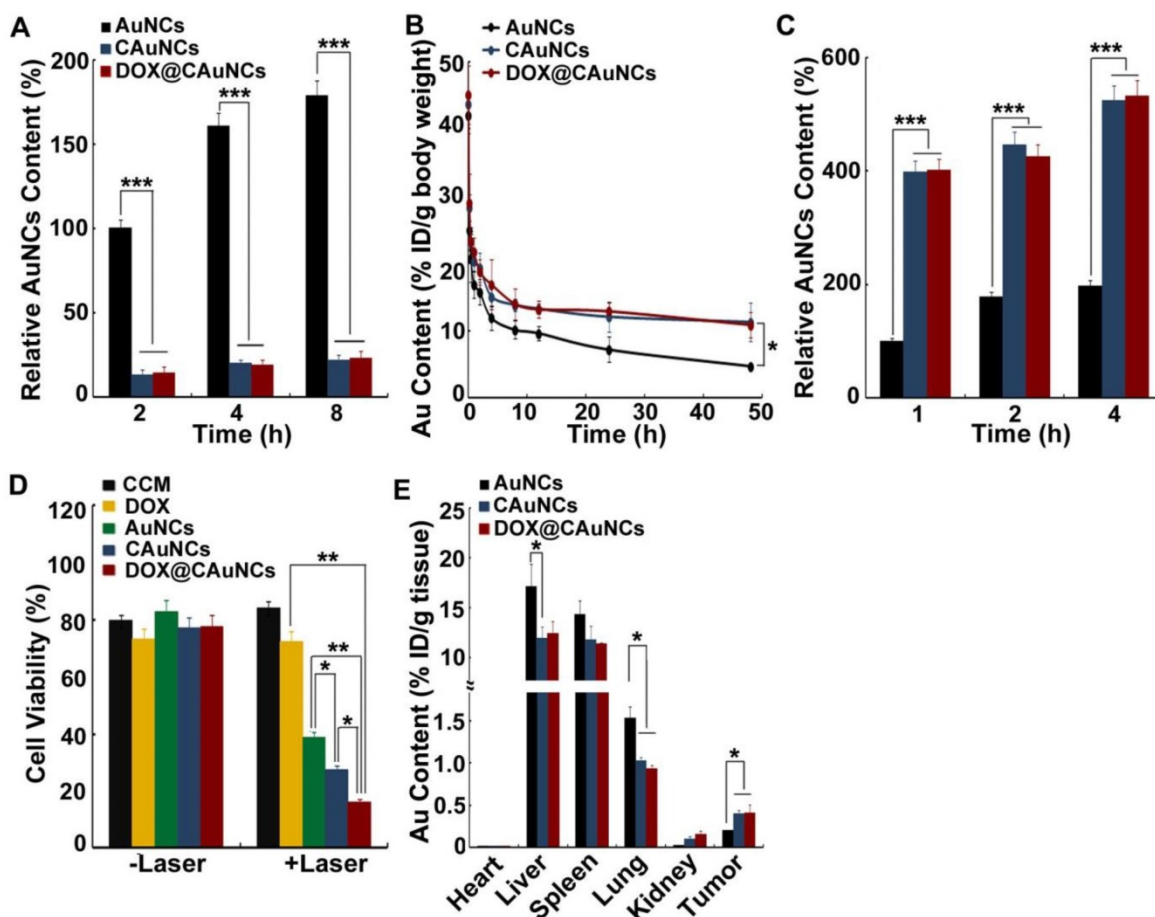 A
AuNCs
CAuNCs
DOX@CAuNCs
Relative AuNCs Content (%)
200
150
100
50
0
***
***
***
2 4 8
Time (h)
B
AuNCs
CAuNCs
DOX@CAuNCs
Au Content (% ID/g body weight)
50
40
30
20
10
0
*
0 10 20 30 40 50
Time (h)
C
Relative AuNCs Content (%)
600
400
200
0
***
***
***
1 2 4
Time (h)
D
CCM
DOX
AuNCs
CAuNCs
DOX@CAuNCs
Cell Viability (%)
120
100
80
60
40
20
0
**
**
*
*
-Laser +Laser
E
AuNCs
CAuNCs
DOX@CAuNCs
Au Content (% ID/g tissue)
25
20
15
10
≈
1.5
1.0
0.5
0
*
*
*
Heart Liver Spleen Lung Kidney Tumor